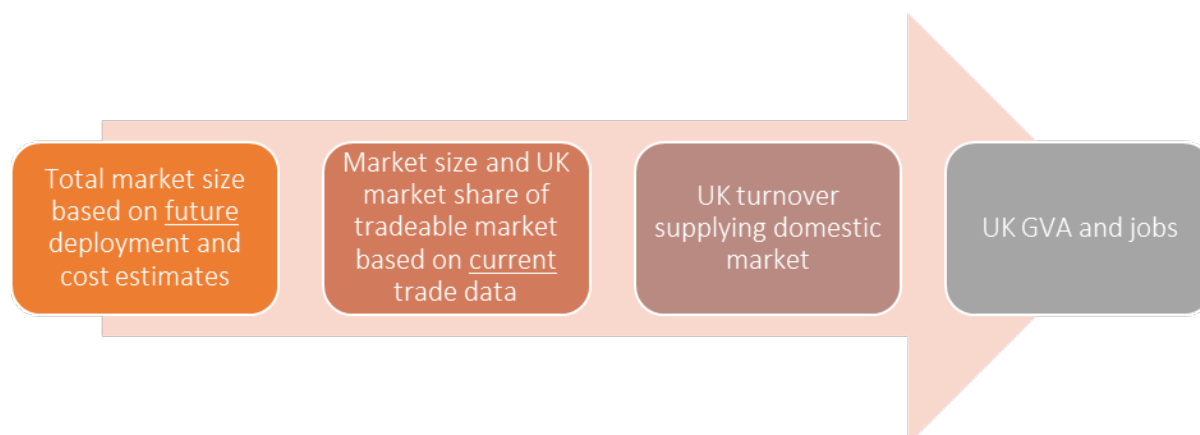 Total market size
based on future
deployment and
cost estimates
Market size and UK
market share of
tradeable market
based on current
trade data
UK turnover
supplying domestic
market
UK GVA and jobs